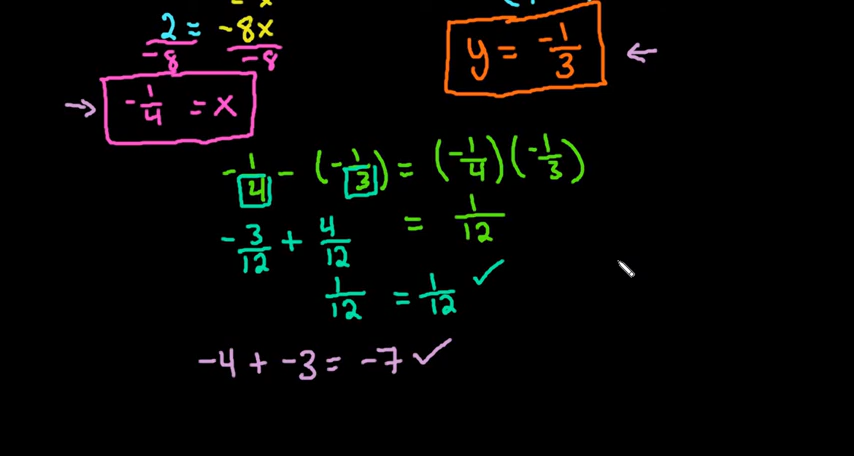 2 = -8x
-8 -8
-1/4 = x
y = -1/3
-1/4 - (-1/3) = (-1/4)(-1/3)
-3/12 + 4/12 = 1/12
1/12 = 1/12 ✓
-4 + -3 = -7 ✓